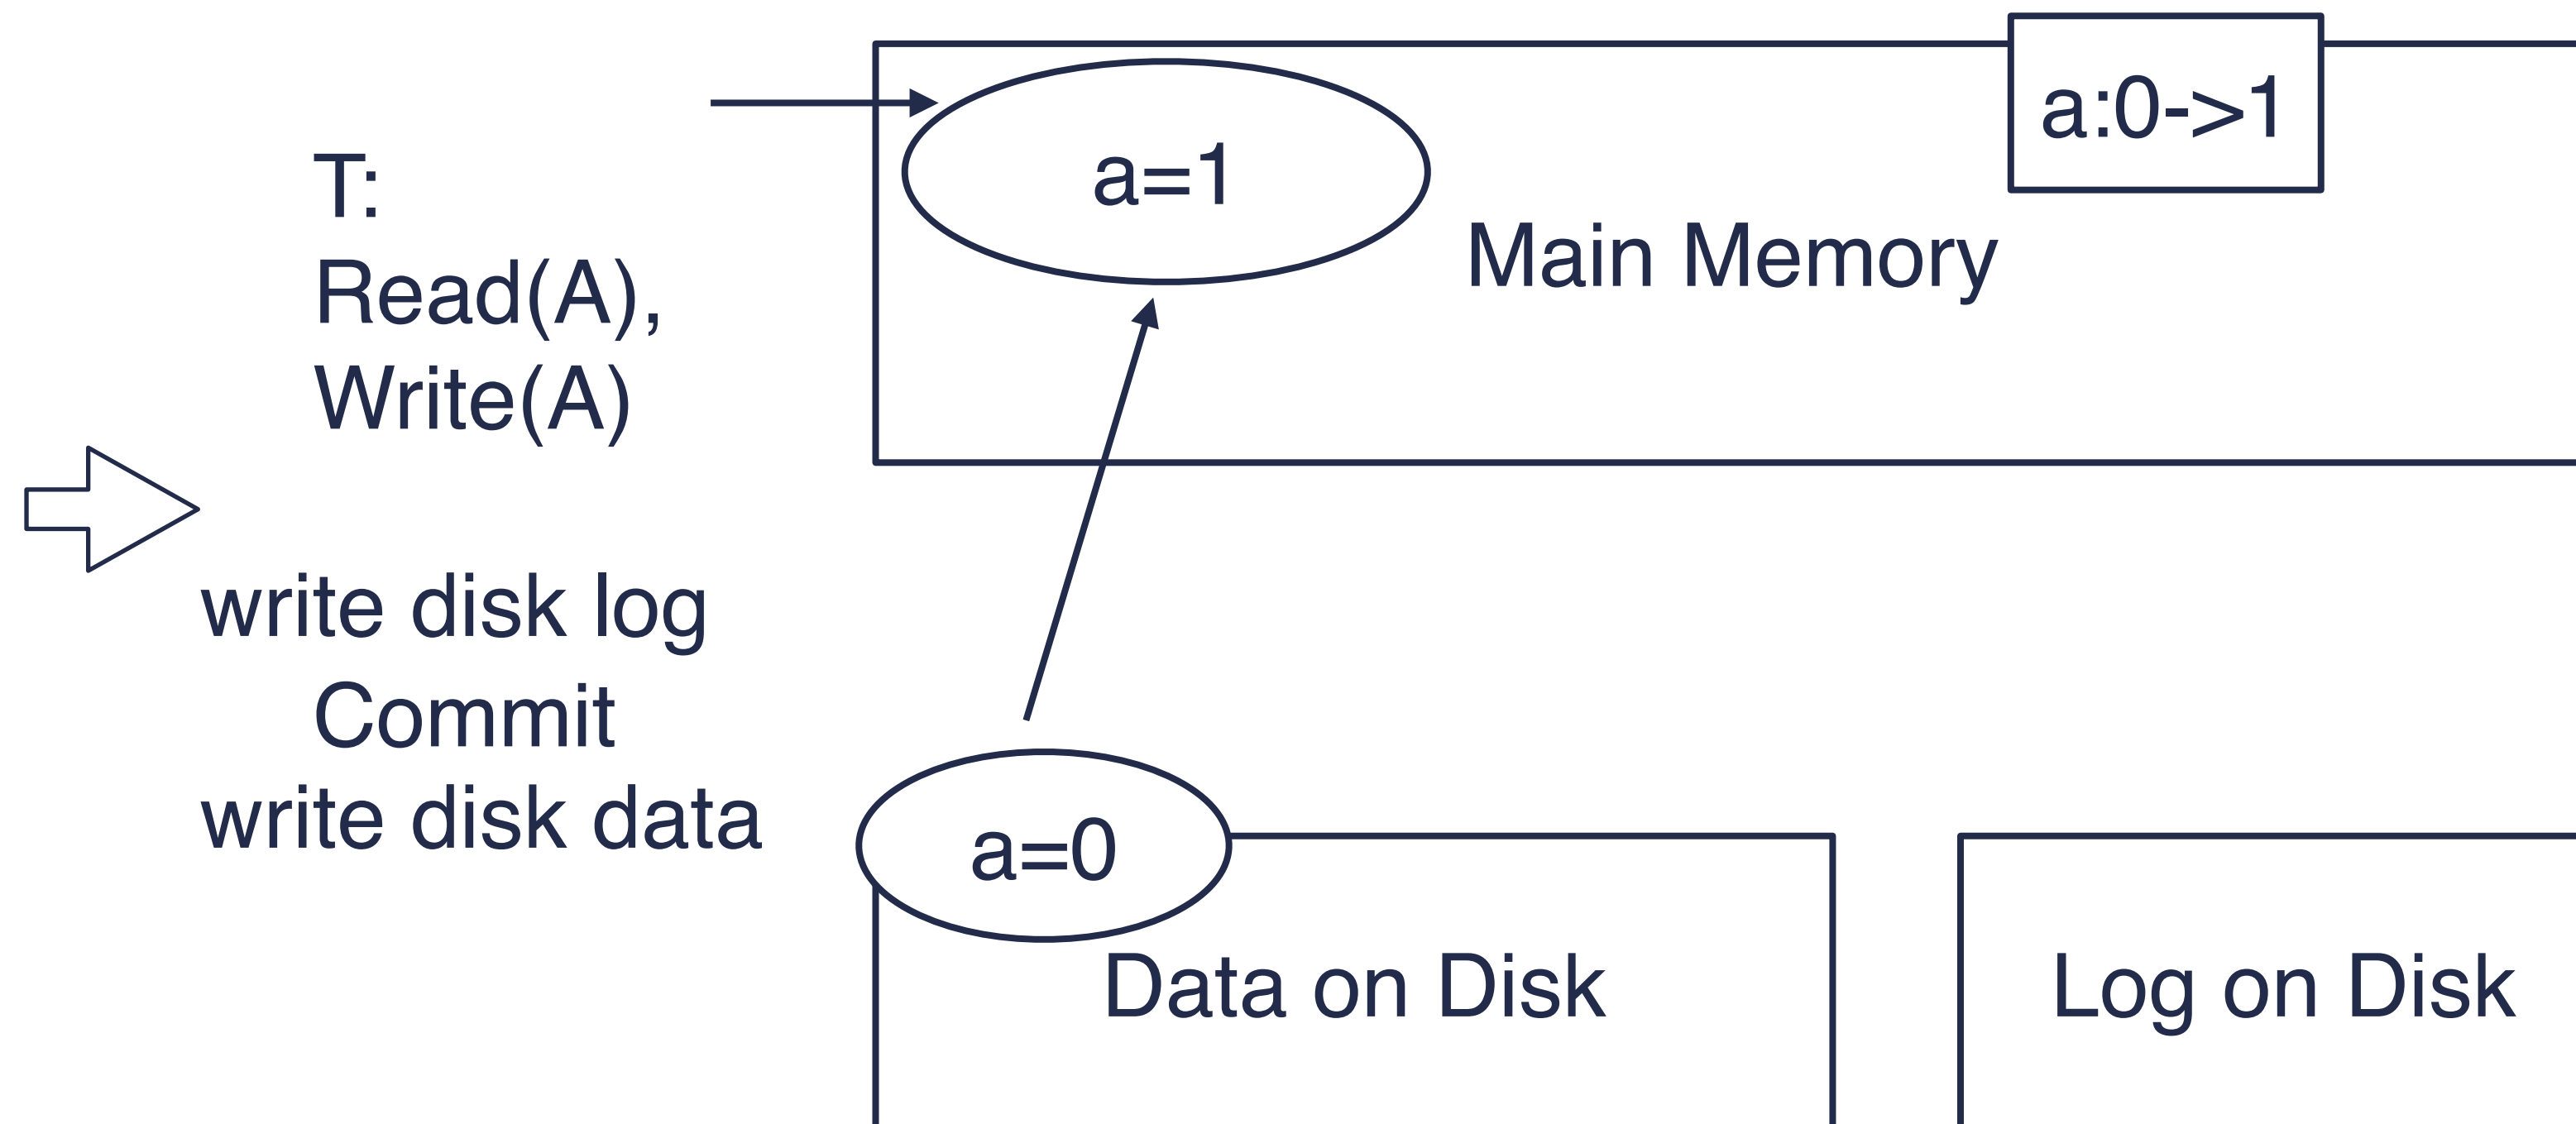 T:
Read(A),
Write(A)
write disk log
Commit
write disk data
a=1
a:0->1
Main Memory
a=0
Data on Disk
Log on Disk